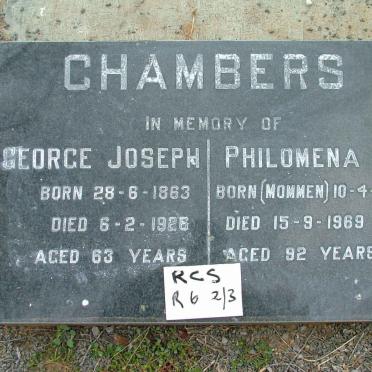 CHAMBERS
IN MEMORY OF
GEORGE JOSEPH
BORN 28-6-1863
DIED 6-2-1926
AGED 63 YEARS
PHILOMENA
BORN (MOMMEN) 10-4-
DIED 15-9-1969
AGED 92 YEARS
RCS
R6 2/3